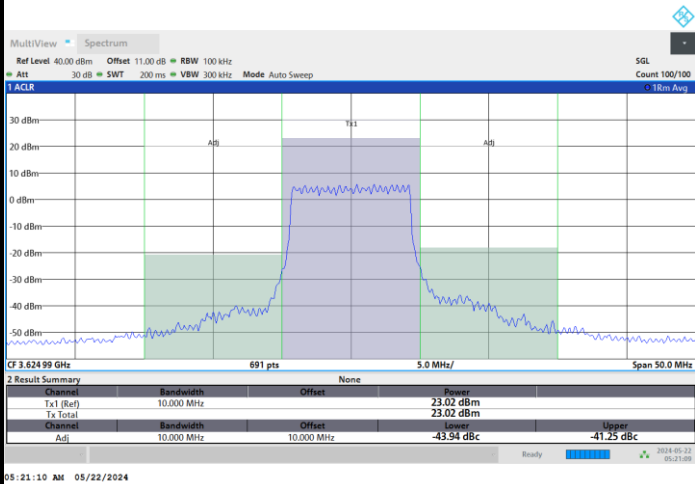 MultiView Spectrum
Ref Level 40.00 dBm Offset 11.00 dB RBW 100 kHz SGL
Att 30 dB SWT 200 ms VBW 300 kHz Mode Auto Sweep Count 100/100
1 ACLR 1Rm Avg
30 dBm
Tx1
20 dBm
Adj Adj
10 dBm
0 dBm
-10 dBm
-20 dBm
-30 dBm
-40 dBm
-50 dBm
CF 3.624 99 GHz 691 pts 5.0 MHz/ Span 50.0 MHz
2 Result Summary None
Channel Bandwidth Offset Power
Tx1 (Ref) 10.000 MHz 23.02 dBm
Tx Total 23.02 dBm
Channel Bandwidth Offset Lower Upper
Adj 10.000 MHz 10.000 MHz -43.94 dBc -41.25 dBc
Ready 2024-05-22
05:21:09
05:21:10 AM 05/22/2024